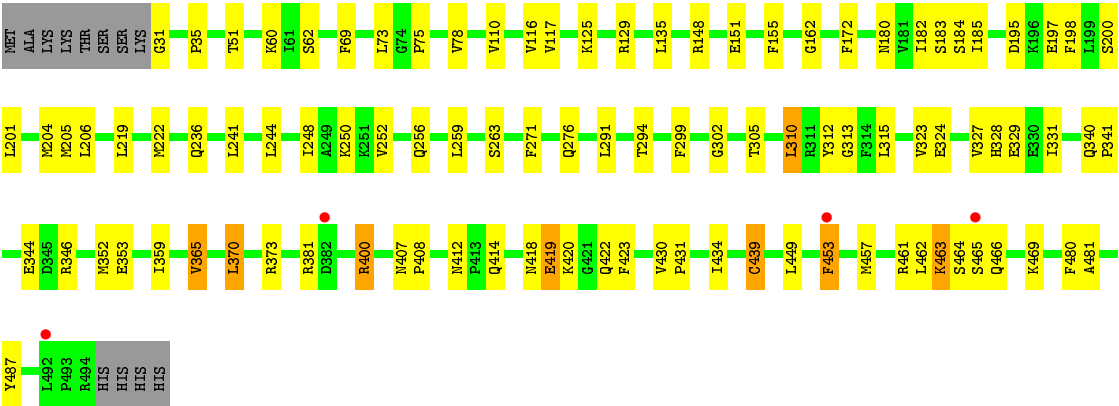 MET ALA LYS LYS THR SER SER LYS G31 P35 T51 K60 I61 S62 F69 L73 G74 P75 V78 V110 V116 V117 K125 R129 L135 R148 E151 F155 G162 F172 N180 V181 I182 S183 S184 I185 D195 K196 E197 F198 L199 S200
L201 M204 M205 L206 L219 M222 Q236 L241 L244 I248 A249 K250 K251 V252 Q256 L259 S263 F271 Q276 L291 T294 F299 G302 T305 L310 R311 Y312 G313 F314 L315 V323 E324 V327 H328 E329 E330 I331 Q340 P341
E344 D345 R346 M352 E353 I359 V365 L370 R373 R381 D382 R400 N407 P408 N412 P413 Q414 N418 E419 K420 G421 Q422 F423 V430 P431 I434 C439 L449 F453 M457 R461 L462 K463 S464 S465 Q466 K469 F480 A481
Y487 L492 P493 R494 HIS HIS HIS HIS